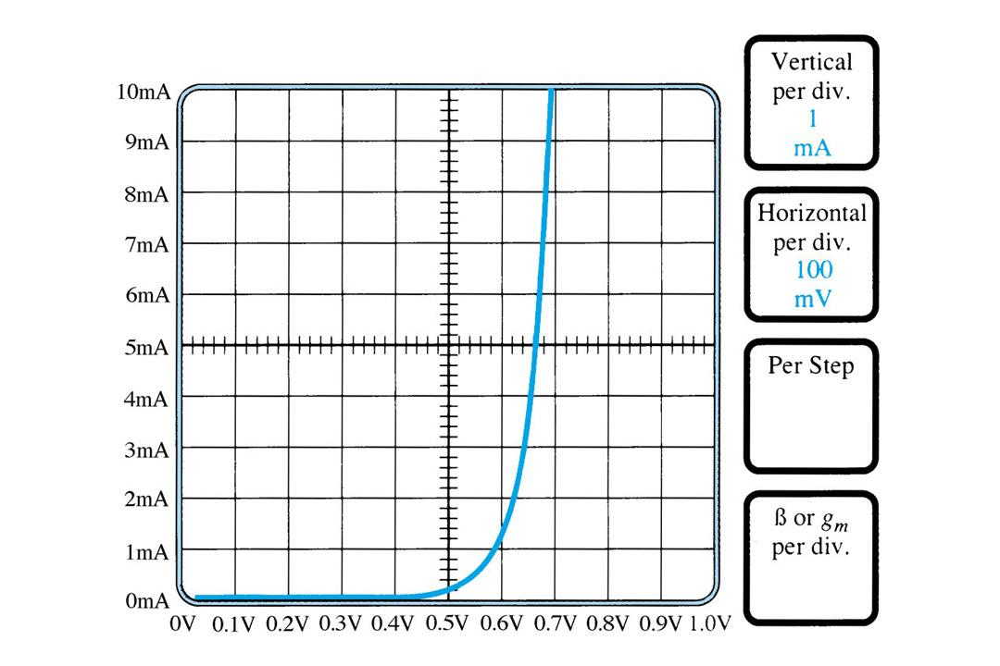 10mA
9mA
8mA
7mA
6mA
5mA
4mA
3mA
2mA
1mA
0mA
0V 0.1V 0.2V 0.3V 0.4V 0.5V 0.6V 0.7V 0.8V 0.9V 1.0V
Vertical
per div.
1
mA
Horizontal
per div.
100
mV
Per Step
ß or gm
per div.